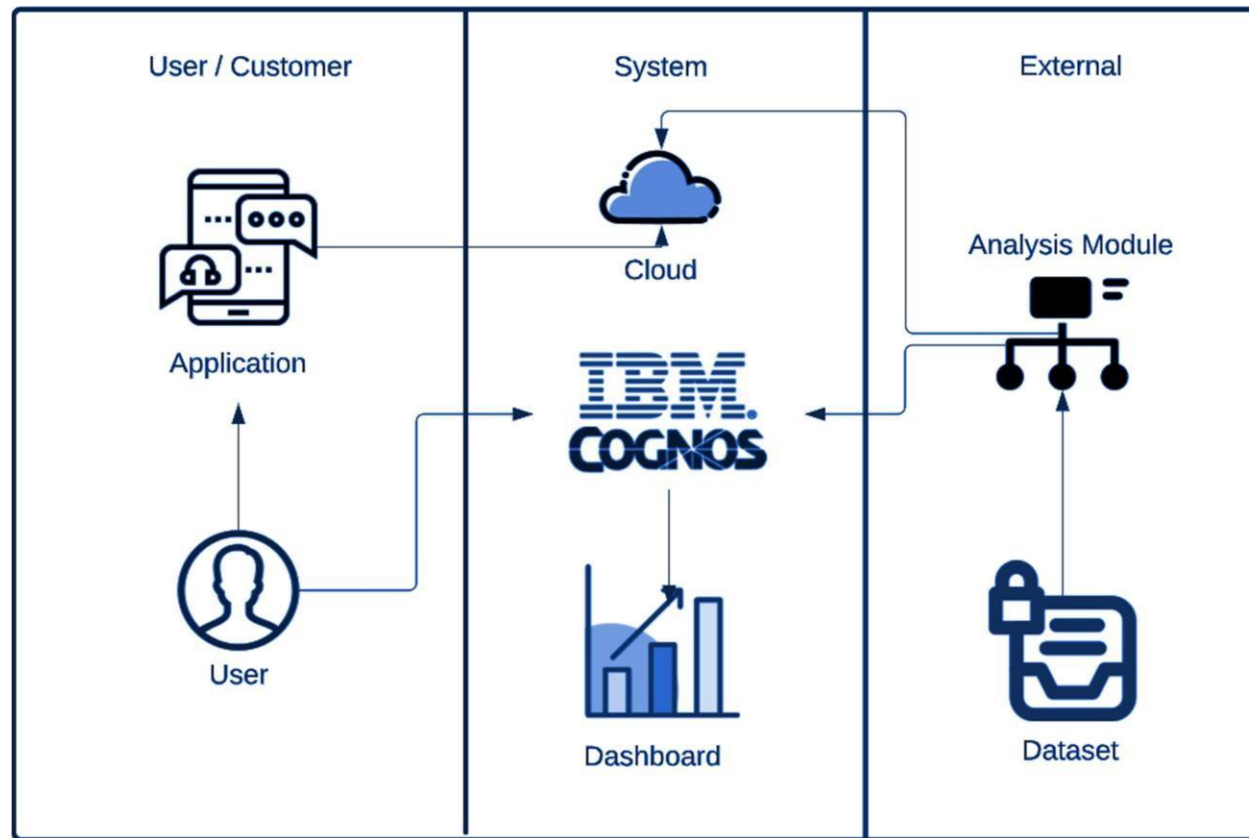 User / Customer
System
External
Cloud
Analysis Module
Application
IBM.
COGNOS
User
Dashboard
Dataset